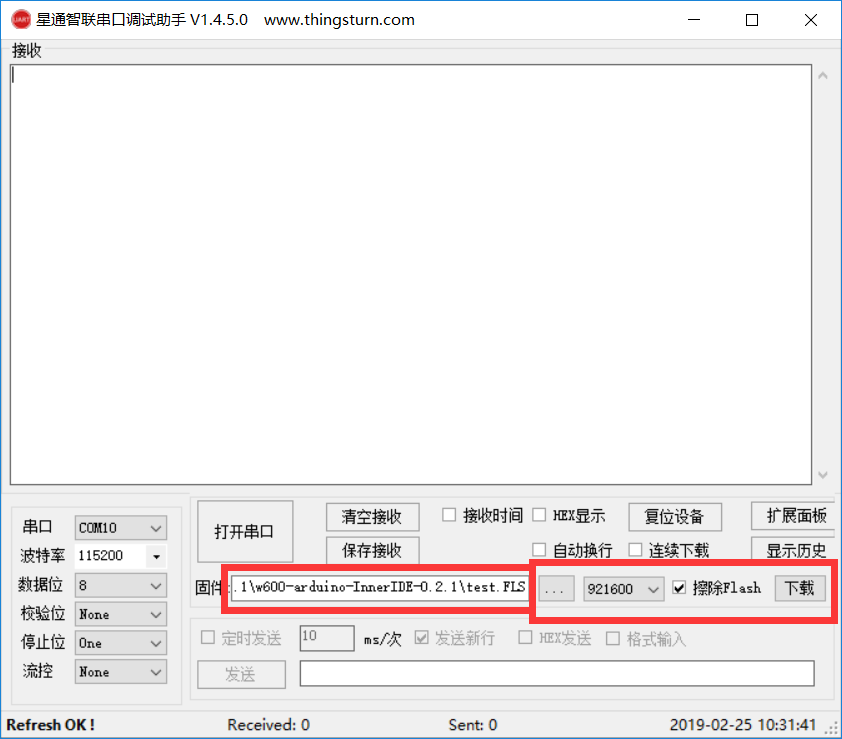 UART 星通智联串口调试助手 V1.4.5.0 www.thingsturn.com
接收
打开串口 清空接收 接收时间 HEX显示 复位设备 扩展面板
保存接收 自动换行 连续下载 显示历史
串口 COM10
波特率 115200
数据位 8
校验位 None
停止位 One
流控 None
固件: .1\w600-arduino-InnerIDE-0.2.1\test.FLS ... 921600 擦除Flash 下载
定时发送 10 ms/次 发送新行 HEX发送 格式输入
发送
Refresh OK ! Received: 0 Sent: 0 2019-02-25 10:31:41